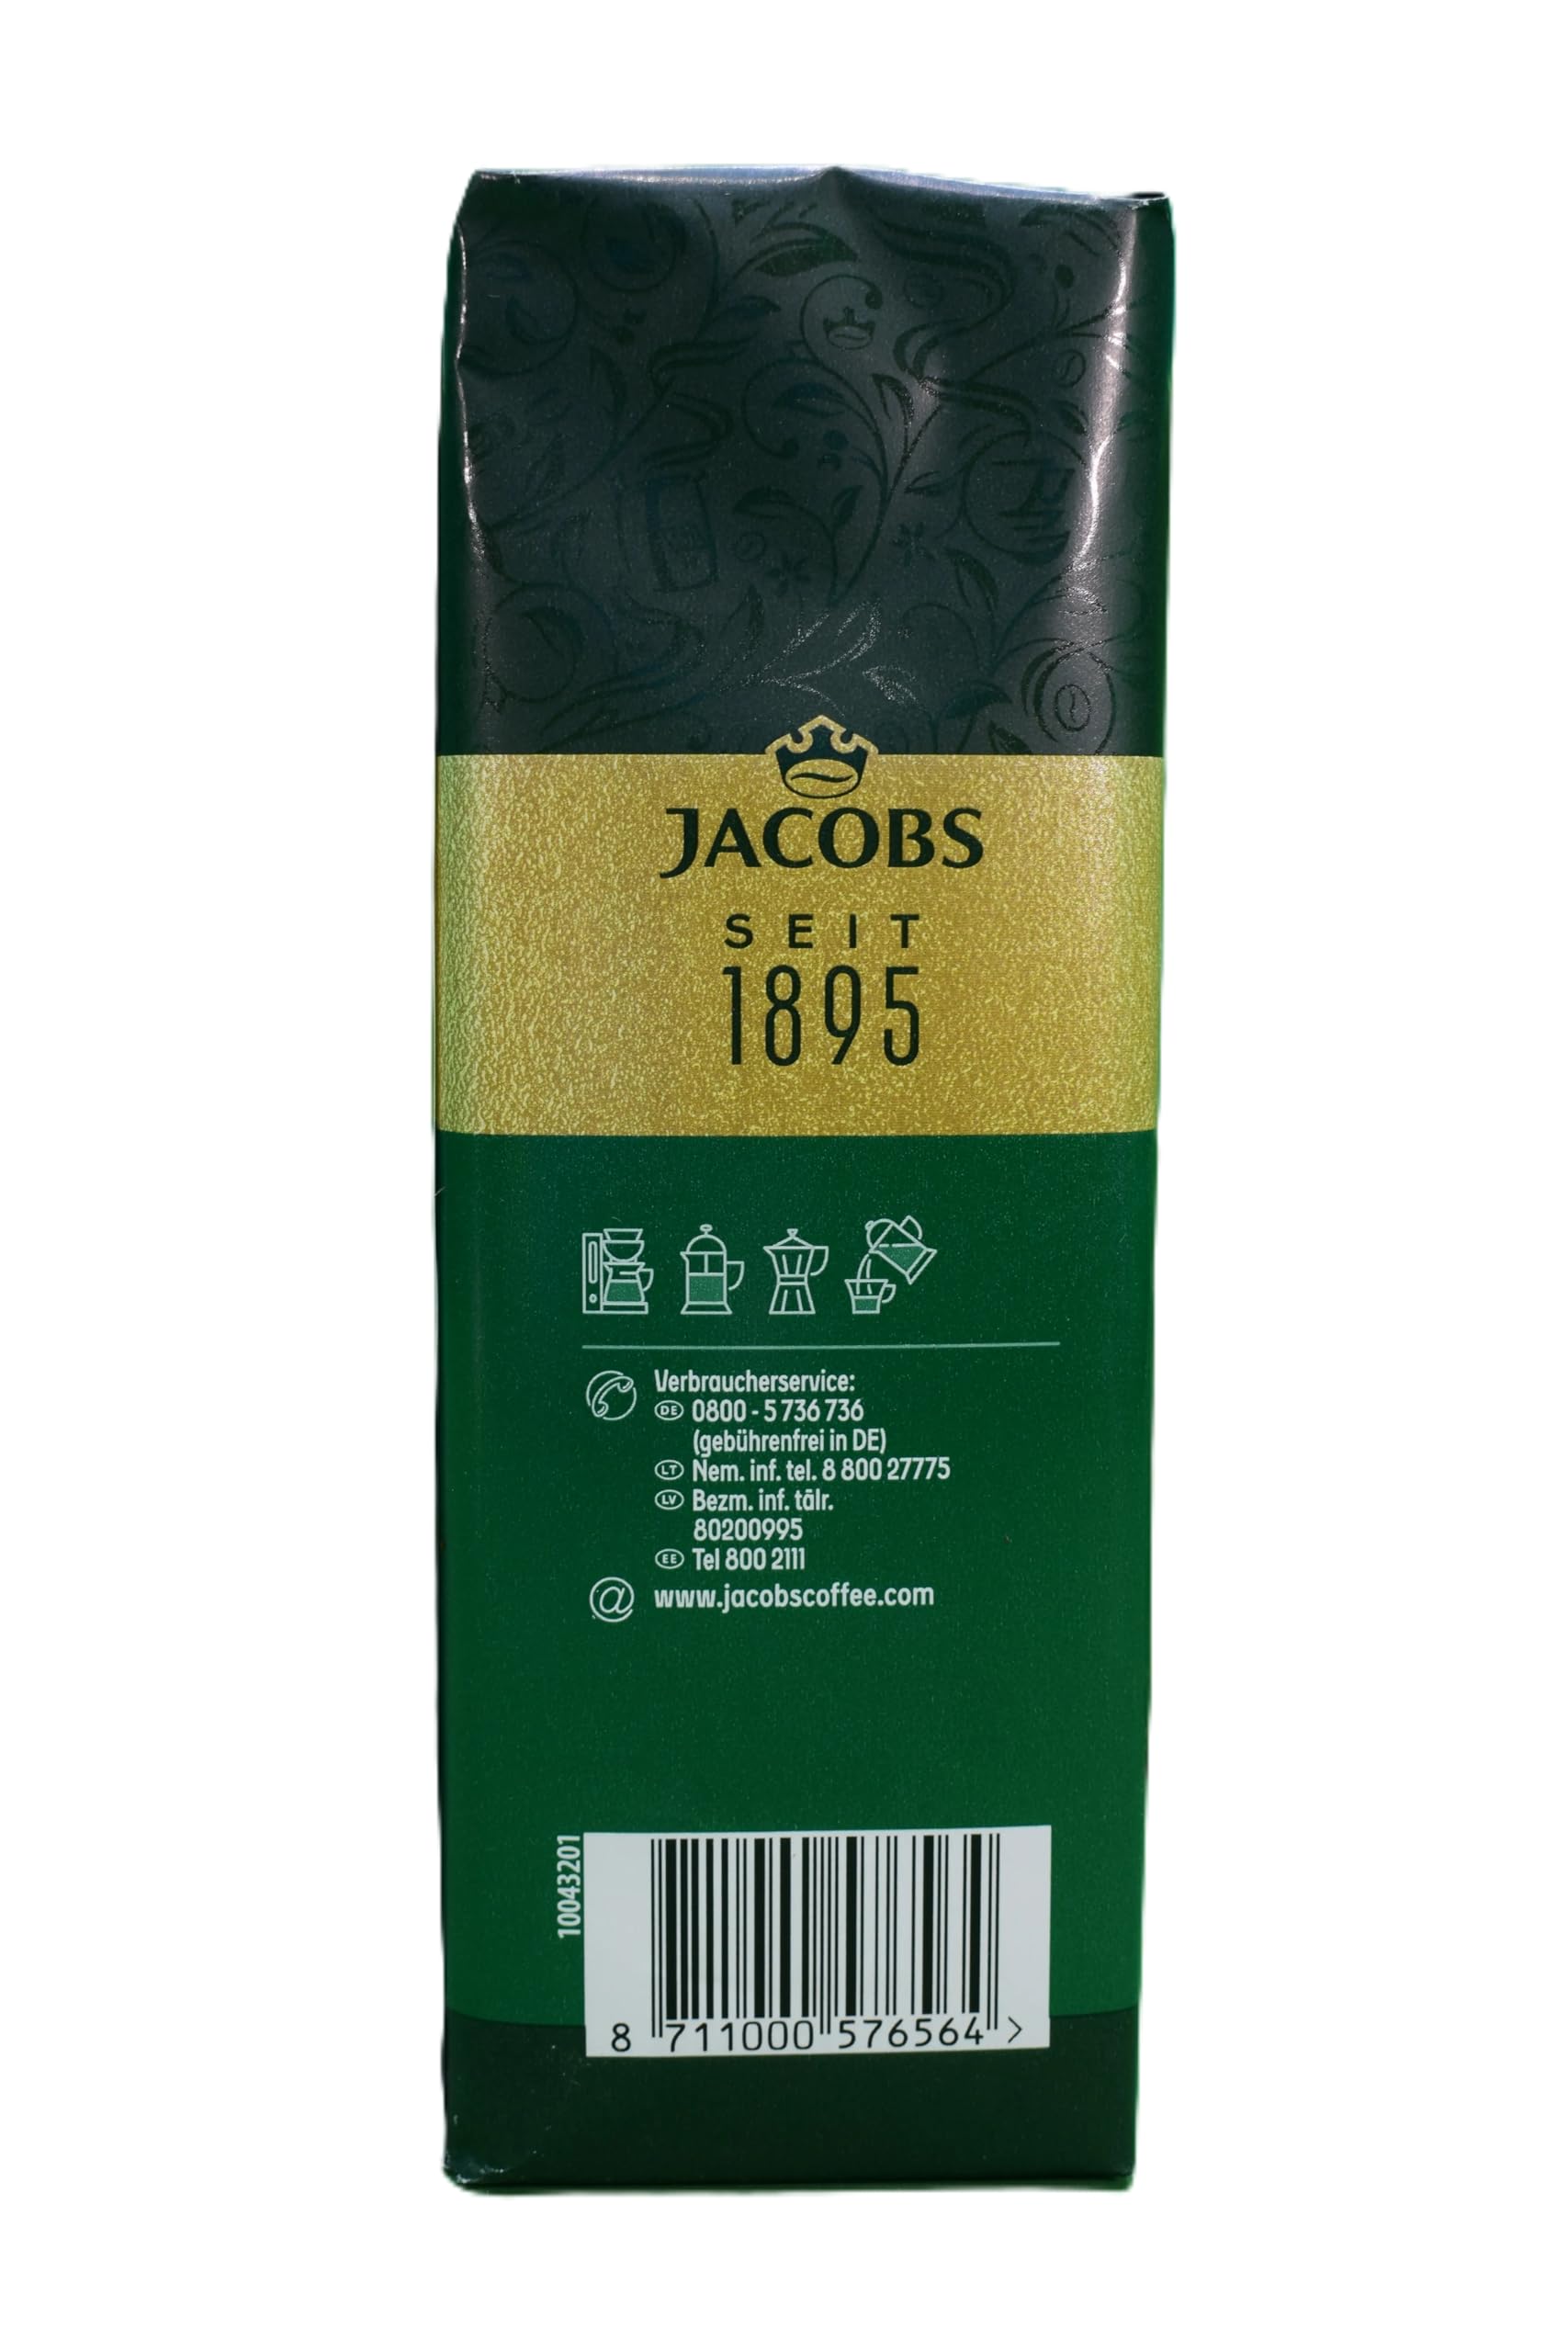 JACOBS
SEIT
1895
Verbraucherservice:
DE 0800 - 5 736 736
(gebührenfrei in DE)
LT Nem. inf. tel. 8 800 27775
LV Bezm. inf. tālr.
80200995
EE Tel 800 2111
@ www.jacobscoffee.com
10043201
8 711000 576564 >